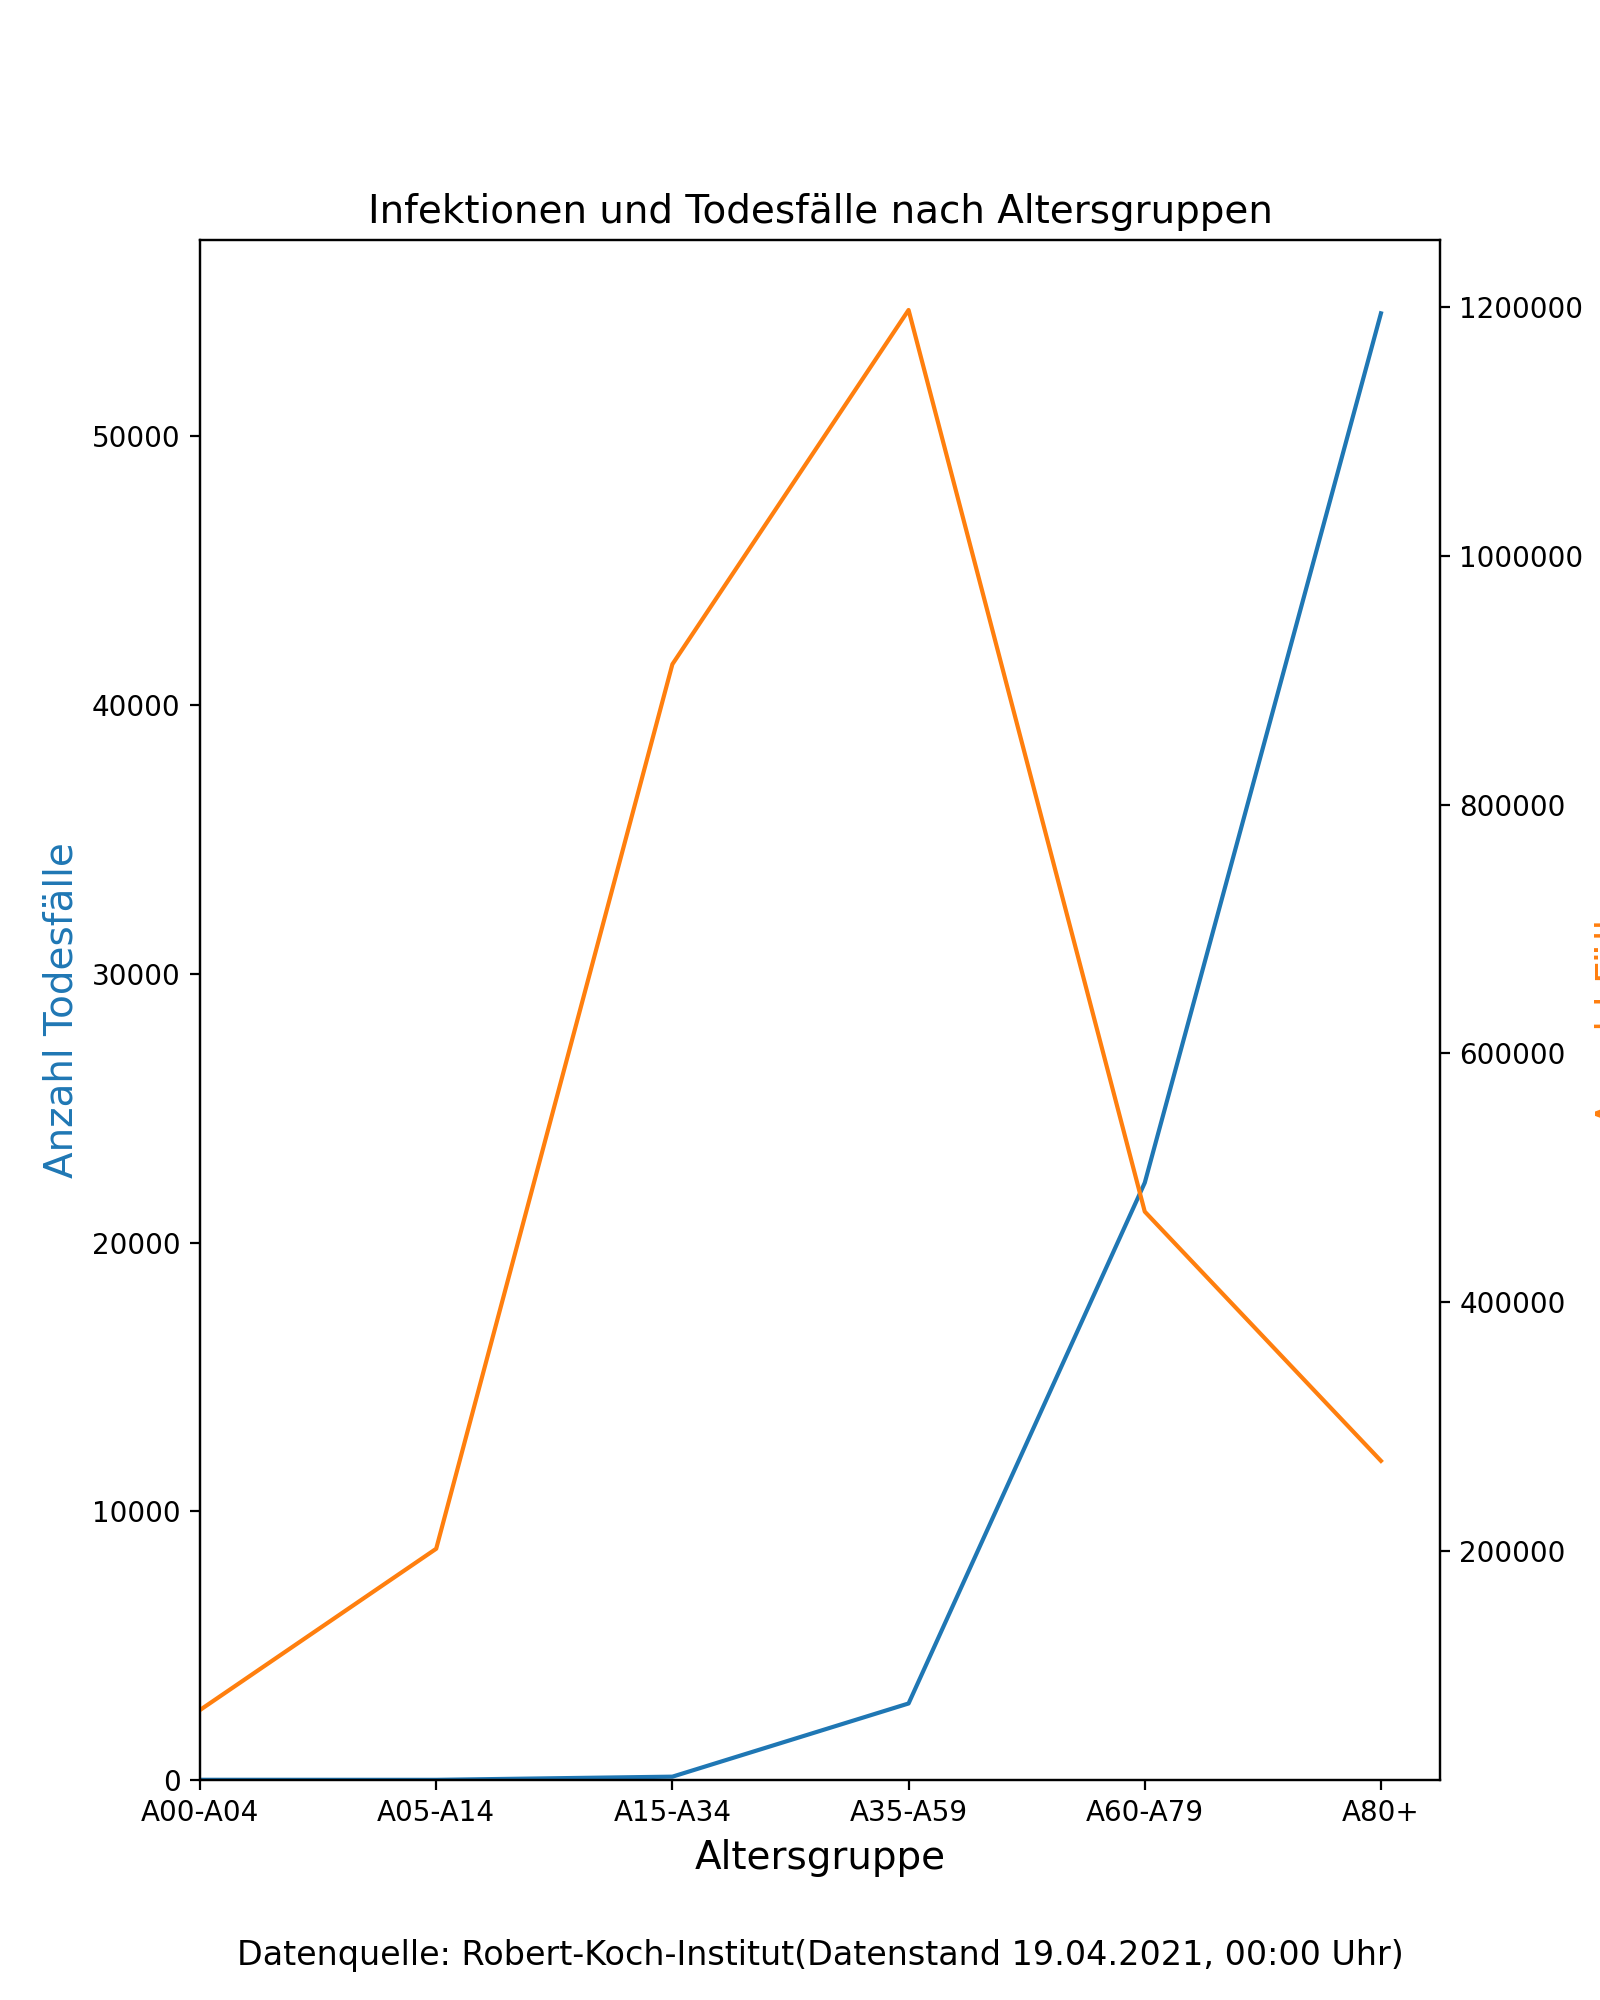 Infektionen und Todesfälle nach Altersgruppen
Anzahl Todesfälle
50000
40000
30000
20000
10000
0
1200000
1000000
800000
600000
400000
200000
A00-A04 A05-A14 A15-A34 A35-A59 A60-A79 A80+
Altersgruppe
Datenquelle: Robert-Koch-Institut(Datenstand 19.04.2021, 00:00 Uhr)